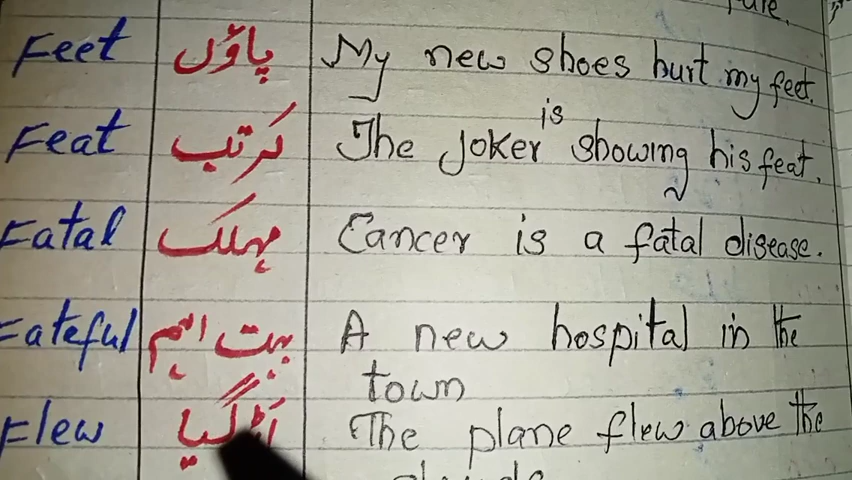 rule.
Feet پاؤں My new shoes hurt my feet.
Feat کرتب The Joker is showing his feat.
Fatal مہلک Cancer is a fatal disease.
Fateful بہت اہم A new hospital in the
town
Flew اڑ گیا The plane flew above the